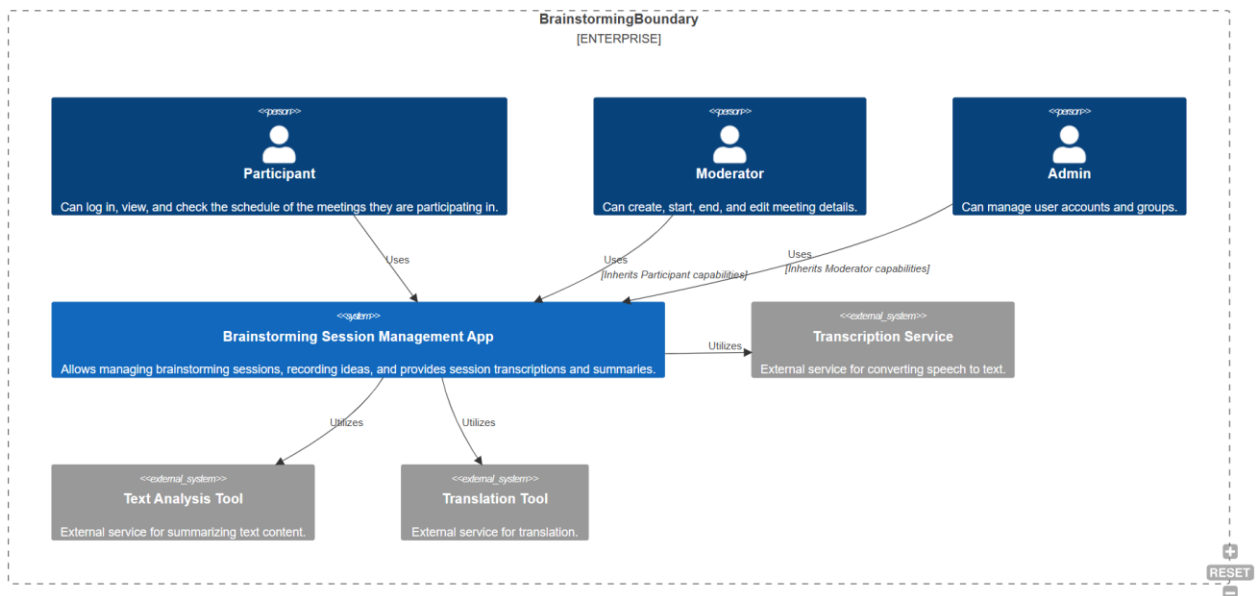 BrainstormingBoundary
[ENTERPRISE]
<<person>>
Participant
Can log in, view, and check the schedule of the meetings they are participating in.
<<person>>
Moderator
Can create, start, end, and edit meeting details.
<<person>>
Admin
Can manage user accounts and groups.
Uses
Uses
[Inherits Participant capabilities]
Uses
[Inherits Moderator capabilities]
<<system>>
Brainstorming Session Management App
Allows managing brainstorming sessions, recording ideas, and provides session transcriptions and summaries.
Utilizes
<<external_system>>
Transcription Service
External service for converting speech to text.
Utilizes
Utilizes
<<external_system>>
Text Analysis Tool
External service for summarizing text content.
<<external_system>>
Translation Tool
External service for translation.
+
RESET
−